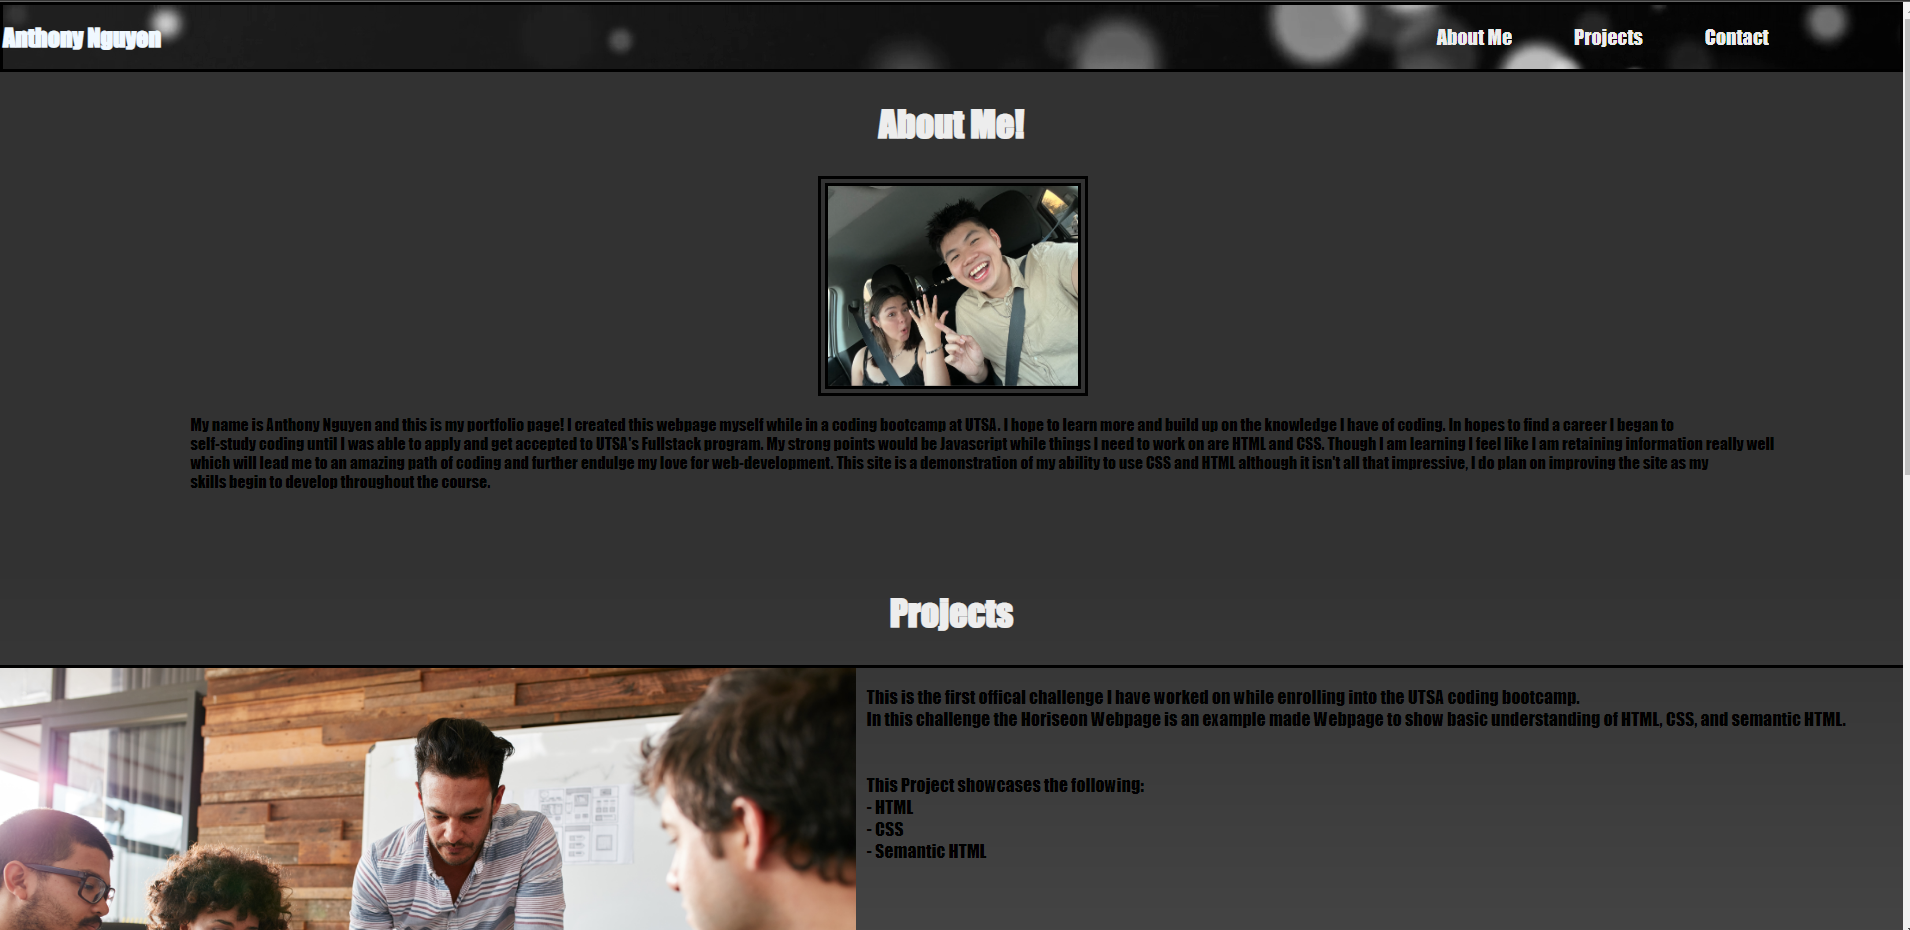 Anthony Nguyen
About Me Projects Contact
About Me!
My name is Anthony Nguyen and this is my portfolio page! I created this webpage myself while in a coding bootcamp at UTSA. I hope to learn more and build up on the knowledge I have of coding. In hopes to find a career I began to
self-study coding until I was able to apply and get accepted to UTSA's Fullstack program. My strong points would be Javascript while things I need to work on are HTML and CSS. Though I am learning I feel like I am retaining information really well
which will lead me to an amazing path of coding and further endulge my love for web-development. This site is a demonstration of my ability to use CSS and HTML although it isn't all that impressive, I do plan on improving the site as my
skills begin to develop throughout the course.
Projects
This is the first offical challenge I have worked on while enrolling into the UTSA coding bootcamp.
In this challenge the Horiseon Webpage is an example made Webpage to show basic understanding of HTML, CSS, and semantic HTML.
This Project showcases the following:
- HTML
- CSS
- Semantic HTML